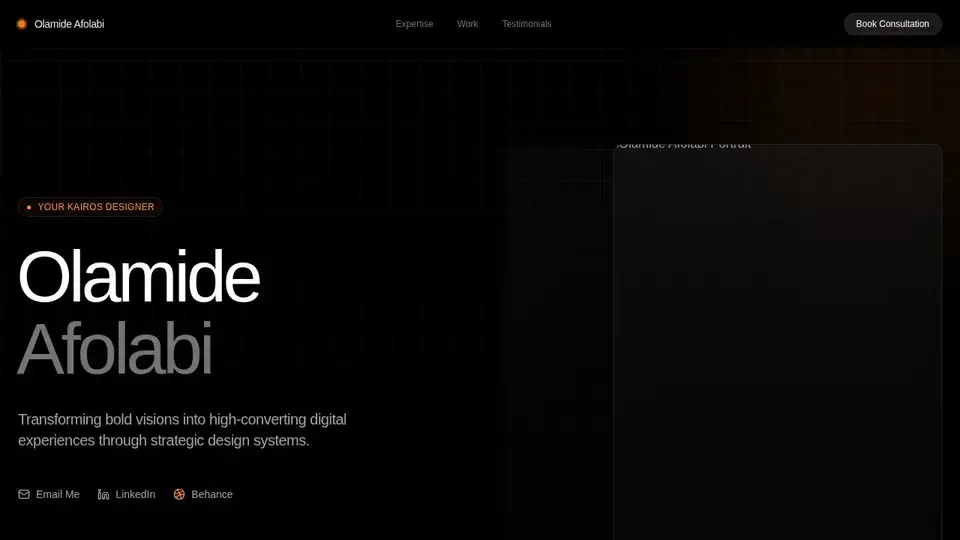 Olamide Afolabi
Expertise
Work
Testimonials
Book Consultation
Olamide Afolabi Portrait
YOUR KAIROS DESIGNER
Olamide
Afolabi
Transforming bold visions into high-converting digital
experiences through strategic design systems.
Email Me
LinkedIn
Behance